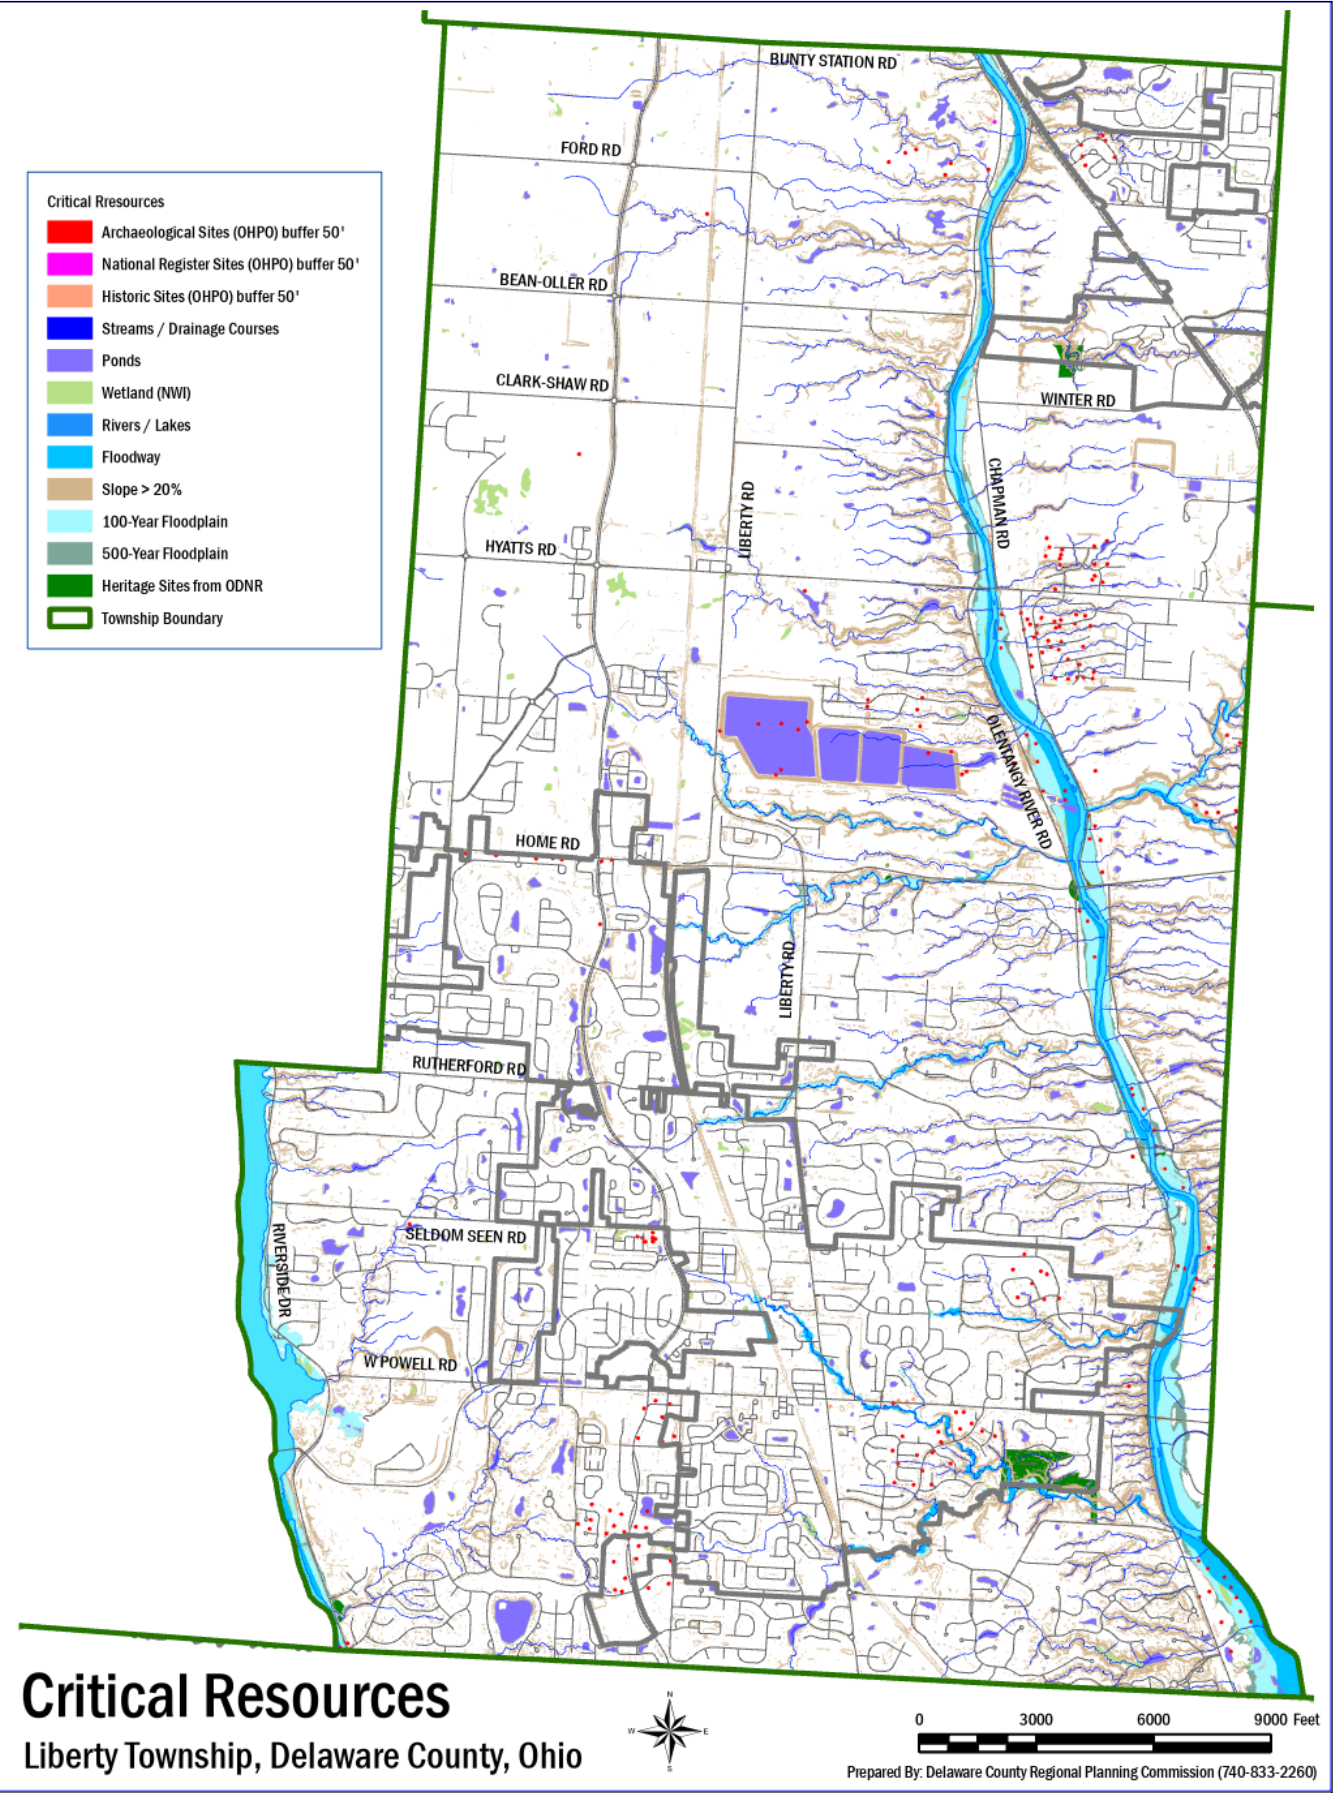 BUNTY STATION RD
FORD RD
Critical Rresources
Archaeological Sites (OHPO) buffer 50'
National Register Sites (OHPO) buffer 50'
Historic Sites (OHPO) buffer 50'
Streams / Drainage Courses
Ponds
Wetland (NWI)
Rivers / Lakes
Floodway
Slope > 20%
100-Year Floodplain
500-Year Floodplain
Heritage Sites from ODNR
Township Boundary
BEAN-OLLER RD
CLARK-SHAW RD
WINTER RD
CHAPMAN RD
LIBERTY RD
HYATTS RD
OLENTANGY RIVER RD
HOME RD
LIBERTY RD
RUTHERFORD RD
RIVERSIDE DR
SELDOM SEEN RD
W POWELL RD
Critical Resources
Liberty Township, Delaware County, Ohio
N
W
E
S
0 3000 6000 9000 Feet
Prepared By: Delaware County Regional Planning Commission (740-833-2260)